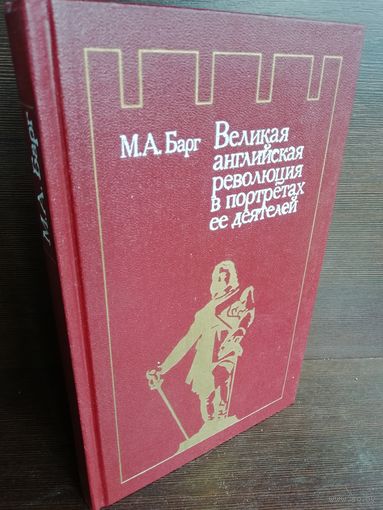 М.А. Барг
М.А. Барг
Великая
английская
революция
в портретах
ее деятелей